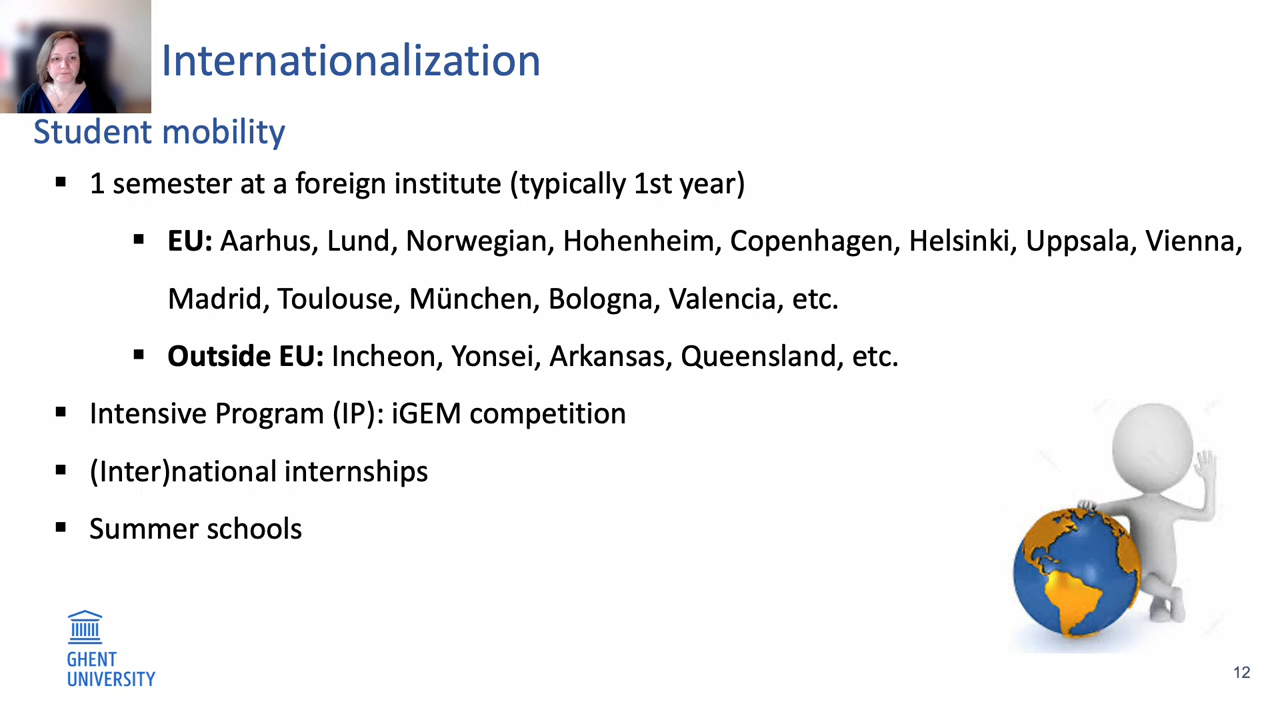 Internationalization
Student mobility
▪ 1 semester at a foreign institute (typically 1st year)
▪ EU: Aarhus, Lund, Norwegian, Hohenheim, Copenhagen, Helsinki, Uppsala, Vienna,
Madrid, Toulouse, München, Bologna, Valencia, etc.
▪ Outside EU: Incheon, Yonsei, Arkansas, Queensland, etc.
▪ Intensive Program (IP): iGEM competition
▪ (Inter)national internships
▪ Summer schools
GHENT
UNIVERSITY
12